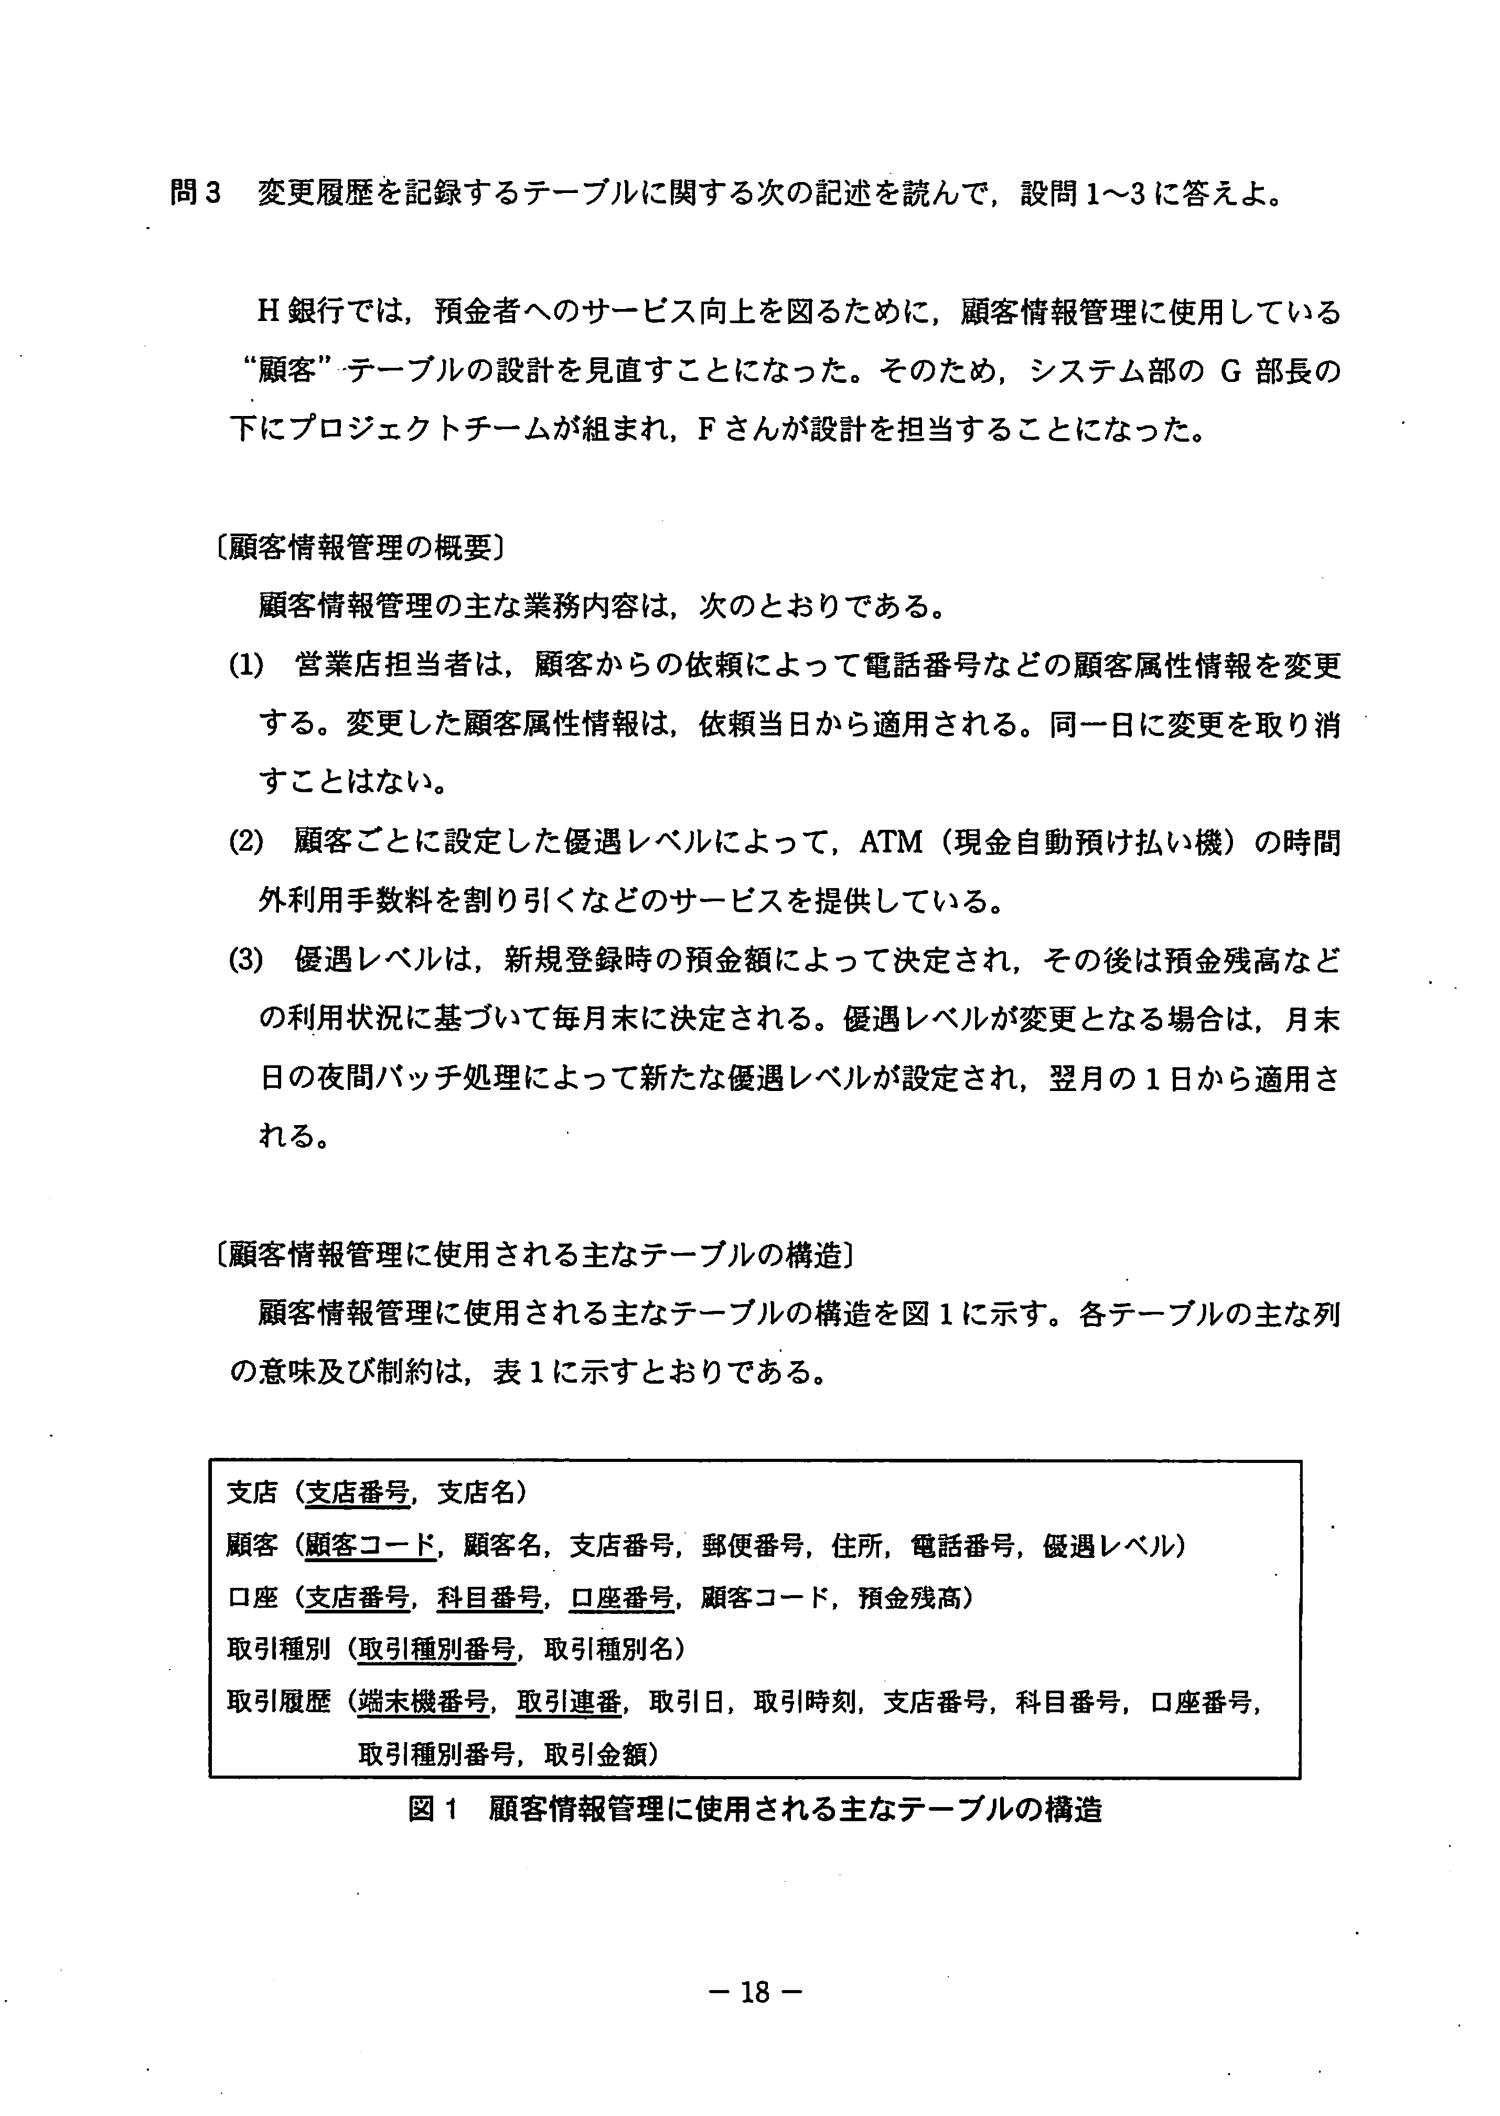 問3　変更履歴を記録するテーブルに関する次の記述を読んで，設問1～3に答えよ。
H銀行では，預金者へのサービス向上を図るために，顧客情報管理に使用している
“顧客”テーブルの設計を見直すことになった。そのため，システム部のG部長の
下にプロジェクトチームが組まれ，Fさんが設計を担当することになった。
〔顧客情報管理の概要〕
顧客情報管理の主な業務内容は，次のとおりである。
(1)　営業店担当者は，顧客からの依頼によって電話番号などの顧客属性情報を変更
する。変更した顧客属性情報は，依頼当日から適用される。同一日に変更を取り消
すことはない。
(2)　顧客ごとに設定した優遇レベルによって，ATM（現金自動預け払い機）の時間
外利用手数料を割り引くなどのサービスを提供している。
(3)　優遇レベルは，新規登録時の預金額によって決定され，その後は預金残高など
の利用状況に基づいて毎月末に決定される。優遇レベルが変更となる場合は，月末
日の夜間バッチ処理によって新たな優遇レベルが設定され，翌月の1日から適用さ
れる。
〔顧客情報管理に使用される主なテーブルの構造〕
顧客情報管理に使用される主なテーブルの構造を図1に示す。各テーブルの主な列
の意味及び制約は，表1に示すとおりである。
支店（支店番号，支店名）
顧客（顧客コード，顧客名，支店番号，郵便番号，住所，電話番号，優遇レベル）
口座（支店番号，科目番号，口座番号，顧客コード，預金残高）
取引種別（取引種別番号，取引種別名）
取引履歴（端末機番号，取引連番，取引日，取引時刻，支店番号，科目番号，口座番号，
取引種別番号，取引金額）
図1　顧客情報管理に使用される主なテーブルの構造
－ 18 －